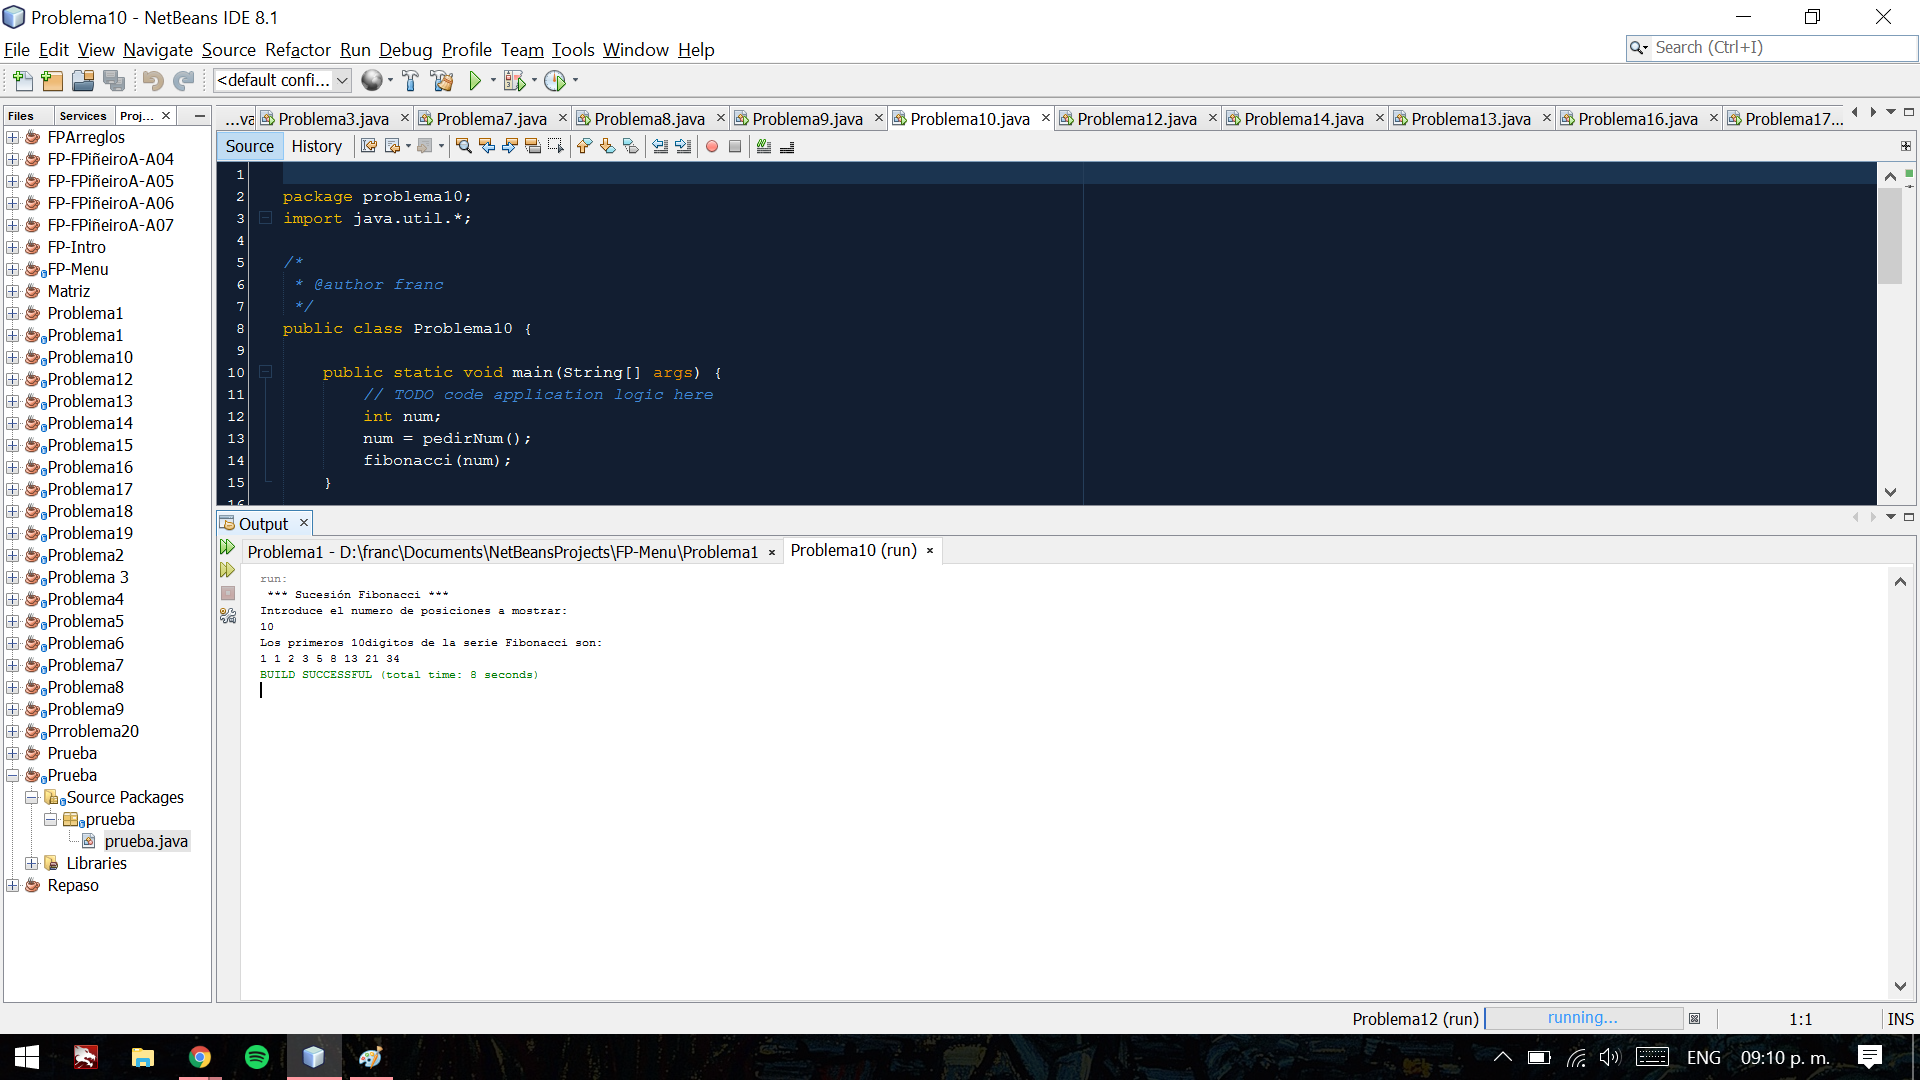 Problema10 - NetBeans IDE 8.1
File Edit View Navigate Source Refactor Run Debug Profile Team Tools Window Help
Search (Ctrl+I)
<default confi...
Files Services Proj...
...va Problema3.java Problema7.java Problema8.java Problema9.java Problema10.java Problema12.java Problema14.java Problema13.java Problema16.java Problema17...
Source History
FPArreglos
FP-FPiñeiroA-A04
FP-FPiñeiroA-A05
FP-FPiñeiroA-A06
FP-FPiñeiroA-A07
FP-Intro
FP-Menu
Matriz
Problema1
Problema1
Problema10
Problema12
Problema13
Problema14
Problema15
Problema16
Problema17
Problema18
Problema19
Problema2
Problema 3
Problema4
Problema5
Problema6
Problema7
Problema8
Problema9
Prroblema20
Prueba
Prueba
Source Packages
prueba
prueba.java
Libraries
Repaso
1
2 package problema10;
3 import java.util.*;
4
5 /*
6 * @author franc
7 */
8 public class Problema10 {
9
10 public static void main(String[] args) {
11 // TODO code application logic here
12 int num;
13 num = pedirNum();
14 fibonacci(num);
15 }
16
Output
Problema1 - D:\franc\Documents\NetBeansProjects\FP-Menu\Problema1 Problema10 (run)
run:
*** Sucesión Fibonacci ***
Introduce el numero de posiciones a mostrar:
10
Los primeros 10digitos de la serie Fibonacci son:
1 1 2 3 5 8 13 21 34
BUILD SUCCESSFUL (total time: 8 seconds)
Problema12 (run) running... 1:1 INS
ENG 09:10 p. m.